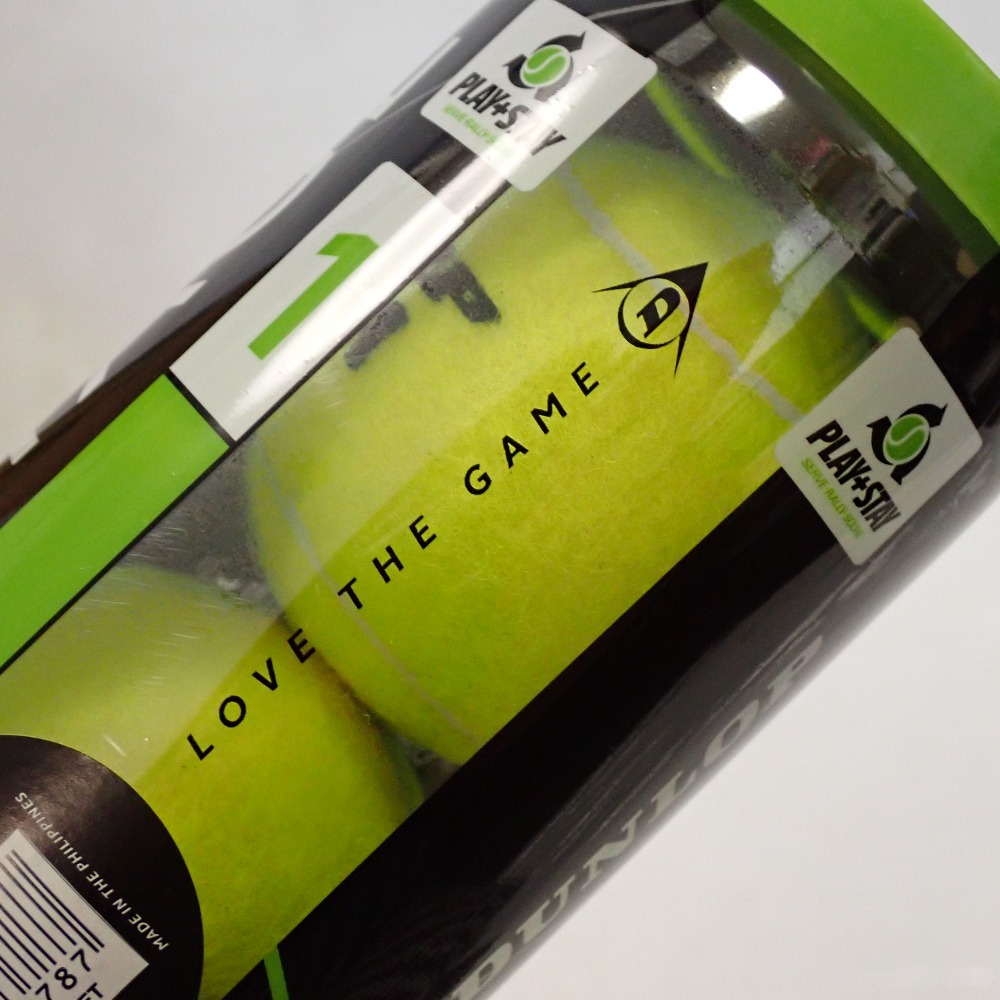 PLAY+STAY
SERVE RALLY SCORE
1
D
LOVE THE GAME
PLAY+STAY
SERVE RALLY SCORE
DUNLOP
MADE IN THE PHILIPPINES
787